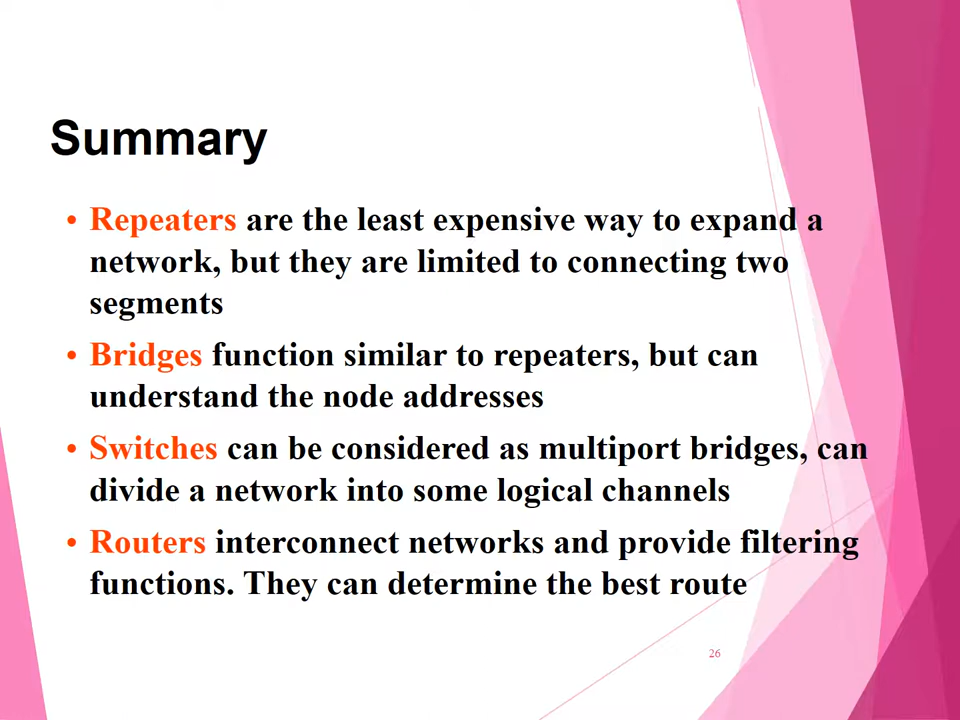 Summary
• Repeaters are the least expensive way to expand a
network, but they are limited to connecting two
segments
• Bridges function similar to repeaters, but can
understand the node addresses
• Switches can be considered as multiport bridges, can
divide a network into some logical channels
• Routers interconnect networks and provide filtering
functions. They can determine the best route
26